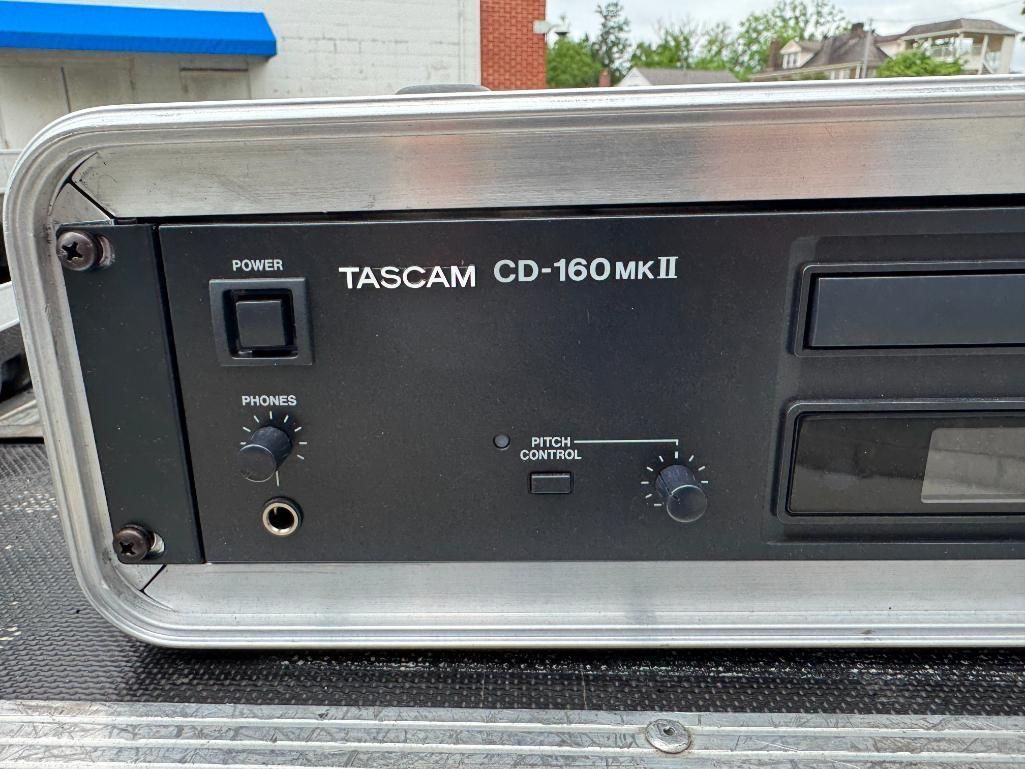 POWER
TASCAM CD-160MKII
PHONES
PITCH
CONTROL